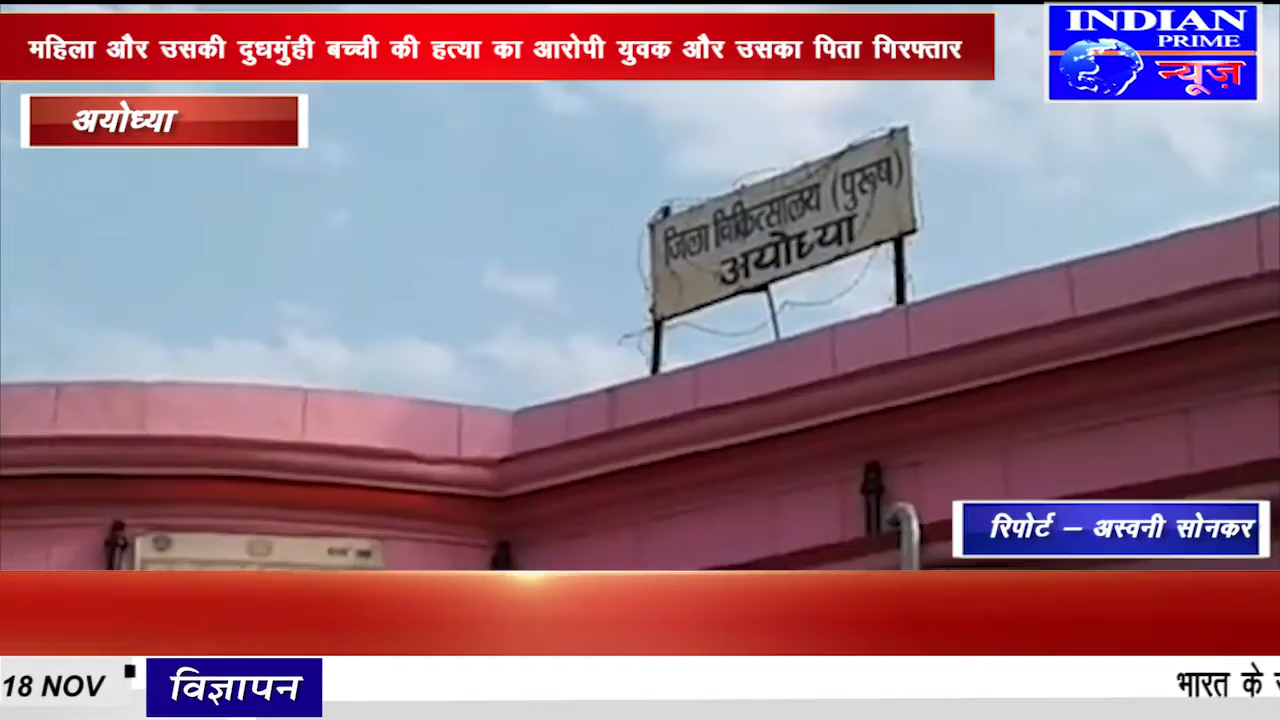 महिला और उसकी दुधमुंही बच्ची की हत्या का आरोपी युवक और उसका पिता गिरफ्तार
INDIAN
PRIME
न्यूज़
अयोध्या
जिला चिकित्सालय (पुरूष)
अयोध्या
रिपोर्ट – अस्वनी सोनकर
18 NOV
विज्ञापन
भारत के